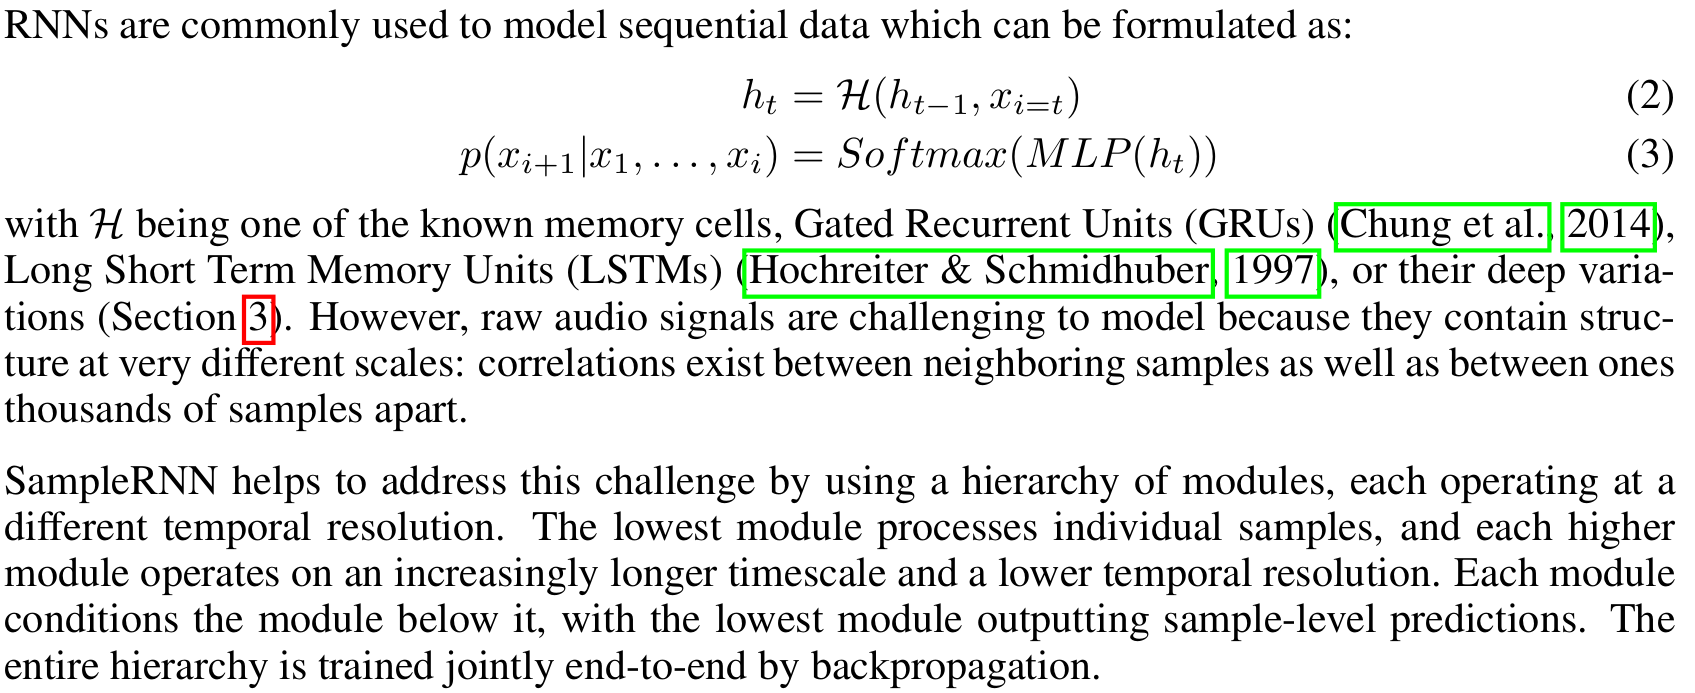 RNNs are commonly used to model sequential data which can be formulated as:
h_t = \mathcal{H}(h_{t-1}, x_{i=t}) (2)
p(x_{i+1}|x_1, \ldots, x_i) = Softmax(MLP(h_t)) (3)
with \mathcal{H} being one of the known memory cells, Gated Recurrent Units (GRUs) (Chung et al., 2014),
Long Short Term Memory Units (LSTMs) (Hochreiter & Schmidhuber, 1997), or their deep varia-
tions (Section 3). However, raw audio signals are challenging to model because they contain struc-
ture at very different scales: correlations exist between neighboring samples as well as between ones
thousands of samples apart.
SampleRNN helps to address this challenge by using a hierarchy of modules, each operating at a
different temporal resolution. The lowest module processes individual samples, and each higher
module operates on an increasingly longer timescale and a lower temporal resolution. Each module
conditions the module below it, with the lowest module outputting sample-level predictions. The
entire hierarchy is trained jointly end-to-end by backpropagation.